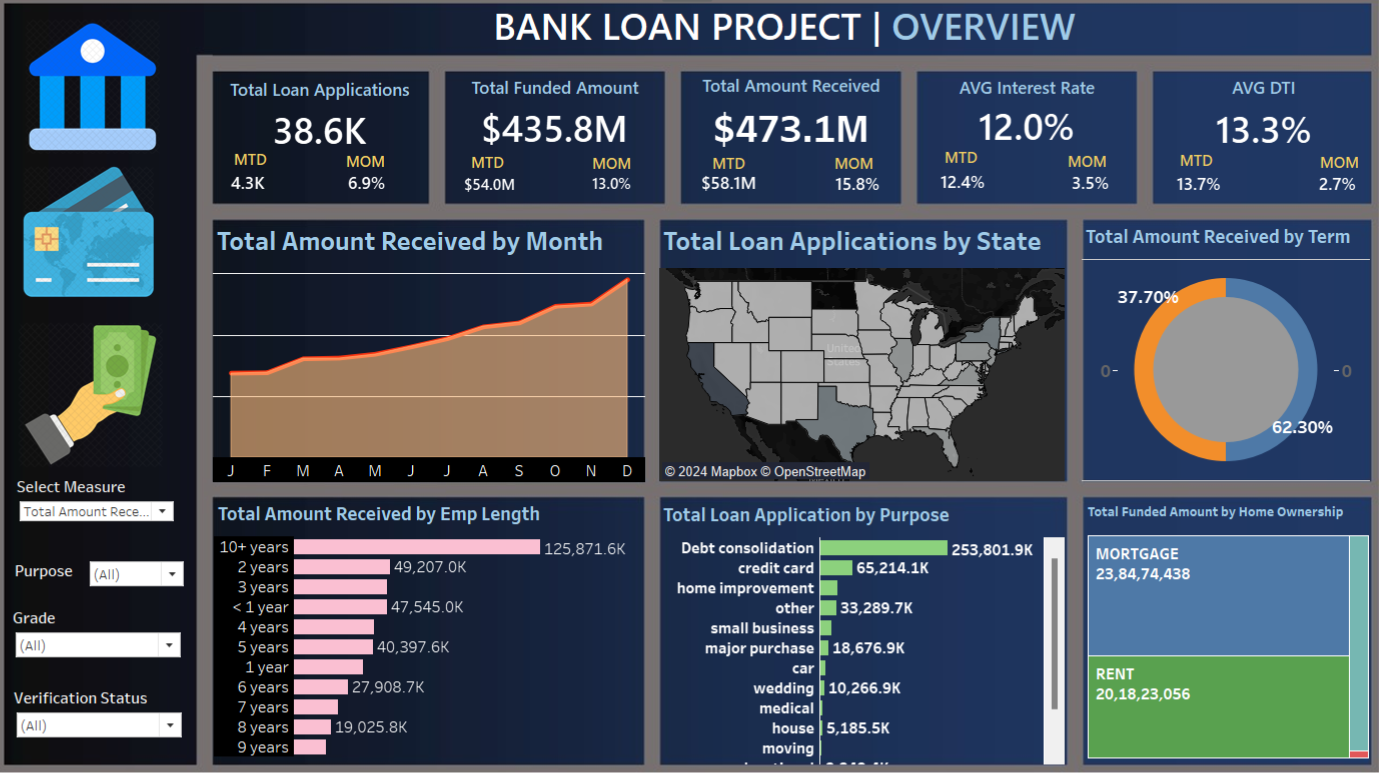 BANK LOAN PROJECT | OVERVIEW
Total Loan Applications
38.6K
MTD MOM
4.3K 6.9%
Total Funded Amount
$435.8M
MTD MOM
$54.0M 13.0%
Total Amount Received
$473.1M
MTD MOM
$58.1M 15.8%
AVG Interest Rate
12.0%
MTD MOM
12.4% 3.5%
AVG DTI
13.3%
MTD MOM
13.7% 2.7%
Select Measure
Total Amount Rece...
Purpose (All)
Grade
(All)
Verification Status
(All)
Total Amount Received by Month
J F M A M J J A S O N D
Total Loan Applications by State
United
States
© 2024 Mapbox © OpenStreetMap
Total Amount Received by Term
37.70%
0 0
62.30%
Total Amount Received by Emp Length
10+ years 125,871.6K
2 years 49,207.0K
3 years
< 1 year 47,545.0K
4 years
5 years 40,397.6K
1 year
6 years 27,908.7K
7 years
8 years 19,025.8K
9 years
Total Loan Application by Purpose
Debt consolidation 253,801.9K
credit card 65,214.1K
home improvement
other 33,289.7K
small business
major purchase 18,676.9K
car
wedding 10,266.9K
medical
house 5,185.5K
moving
Total Funded Amount by Home Ownership
MORTGAGE
23,84,74,438
RENT
20,18,23,056